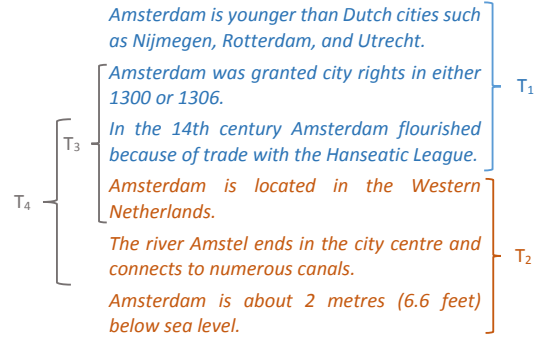 Amsterdam is younger than Dutch cities such
as Nijmegen, Rotterdam, and Utrecht.
Amsterdam was granted city rights in either
1300 or 1306.
In the 14th century Amsterdam flourished
because of trade with the Hanseatic League.
Amsterdam is located in the Western
Netherlands.
The river Amstel ends in the city centre and
connects to numerous canals.
Amsterdam is about 2 metres (6.6 feet)
below sea level.
T1
T3
T4
T2